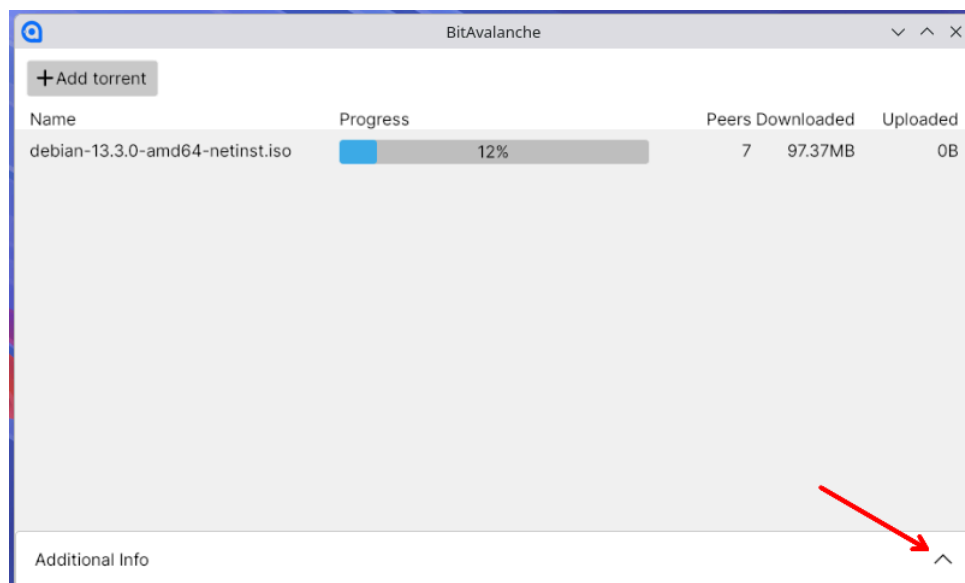 BitAvalanche
Add torrent
Name Progress Peers Downloaded Uploaded
debian-13.3.0-amd64-netinst.iso 12% 7 97.37MB 0B
Additional Info